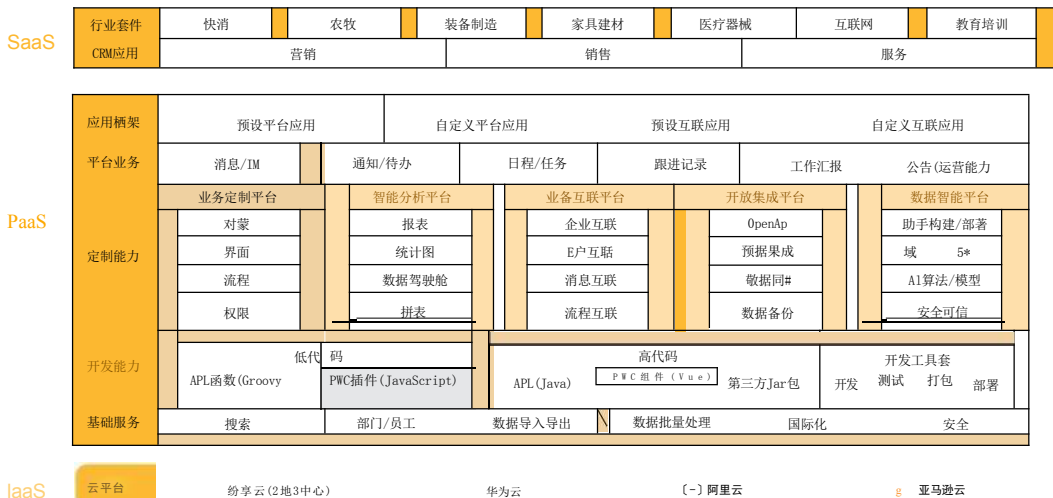 SaaS
行业套件 快消 农牧 装备制造 家具建材 医疗器械 互联网 教育培训
CRM应用 营销 销售 服务
PaaS
应用栖架 预设平台应用 自定义平台应用 预设互联应用 自定义互联应用
平台业务 消息/IM 通知/待办 日程/任务 跟进记录 工作汇报 公告(运营能力
定制能力
业务定制平台 智能分析平台 业备互联平台 开放集成平台 数据智能平台
对蒙 报表 企业互联 OpenAp 助手构建/部署
界面 统计图 E户互聒 预据果成 域 5*
流程 数据驾驶舱 消息互联 敬据同# A1算法/模型
权限 拼表 流程互联 数据备份 安全可信
开发能力
低代 码 高代码 开发工具套
APL函数(Groovy PWC插件(JavaScript) APL(Java) PWC组件(Vue) 第三方Jar包 开发 测试 打包 部署
基础服务 搜索 部门/员工 数据导入导出 数据批量处理 国际化 安全
IaaS
云平台 纷享云(2地3中心) 华为云 (-)阿里云 g 亚马逊云